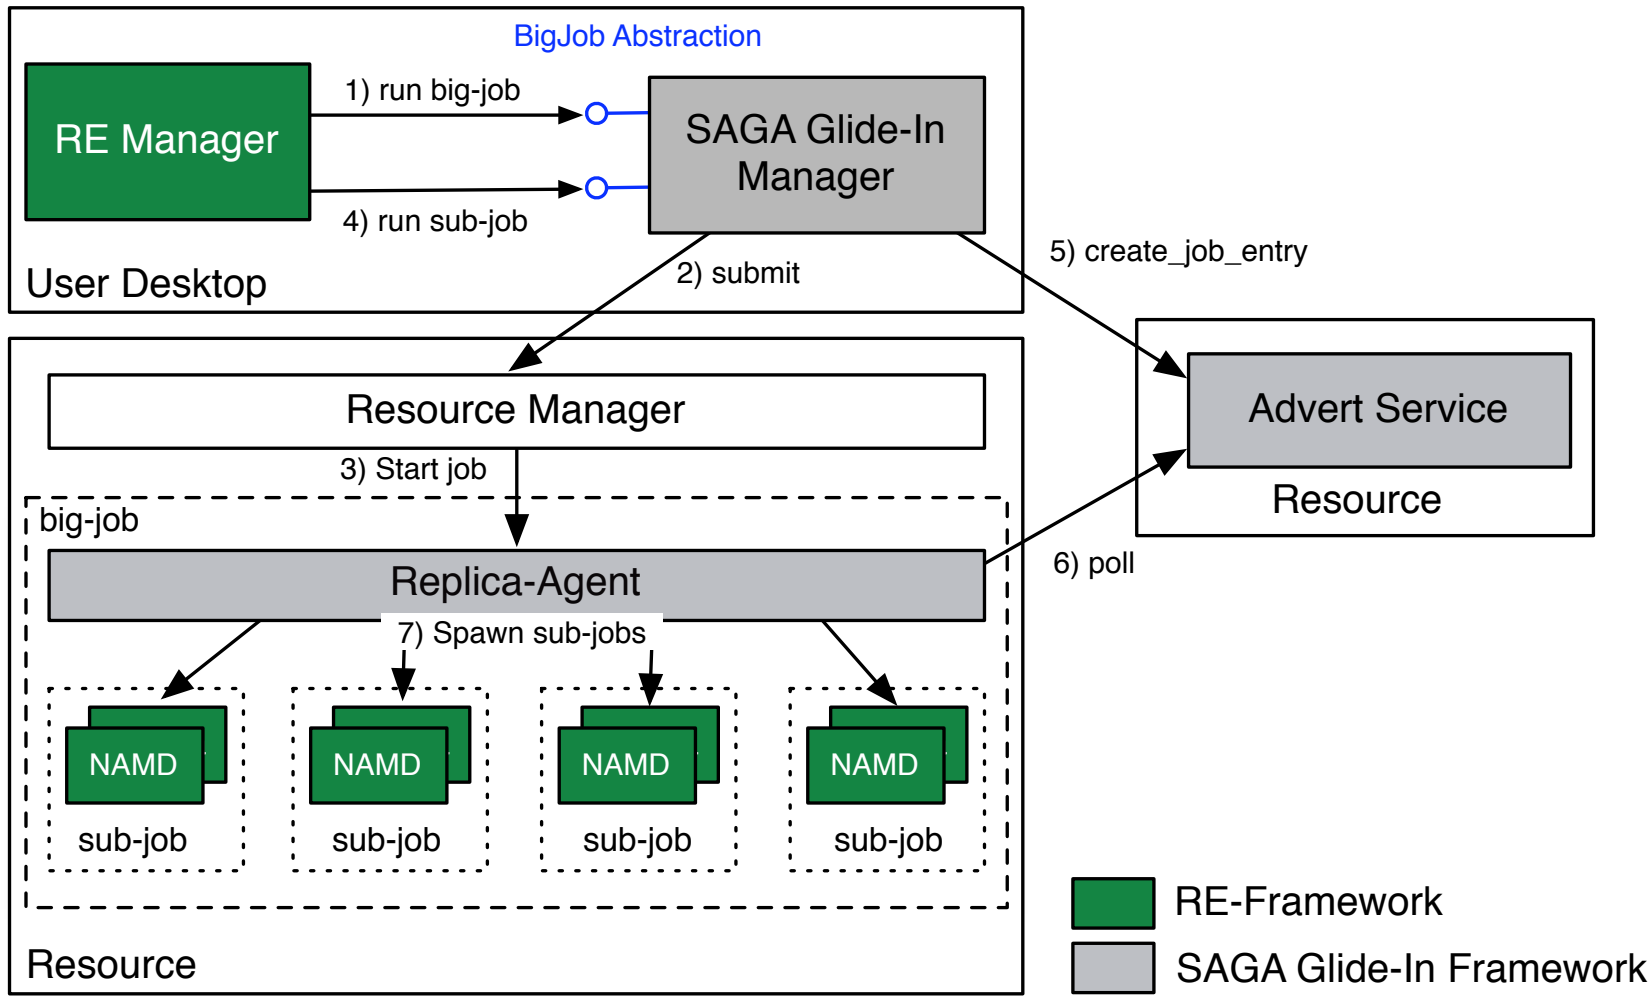 BigJob Abstraction
1) run big-job
RE Manager
SAGA Glide-In
Manager
4) run sub-job
User Desktop
2) submit
5) create_job_entry
Resource Manager
Advert Service
3) Start job
Resource
big-job
6) poll
Replica-Agent
7) Spawn sub-jobs
NAMD
NAMD
NAMD
NAMD
sub-job
sub-job
sub-job
sub-job
RE-Framework
Resource
SAGA Glide-In Framework